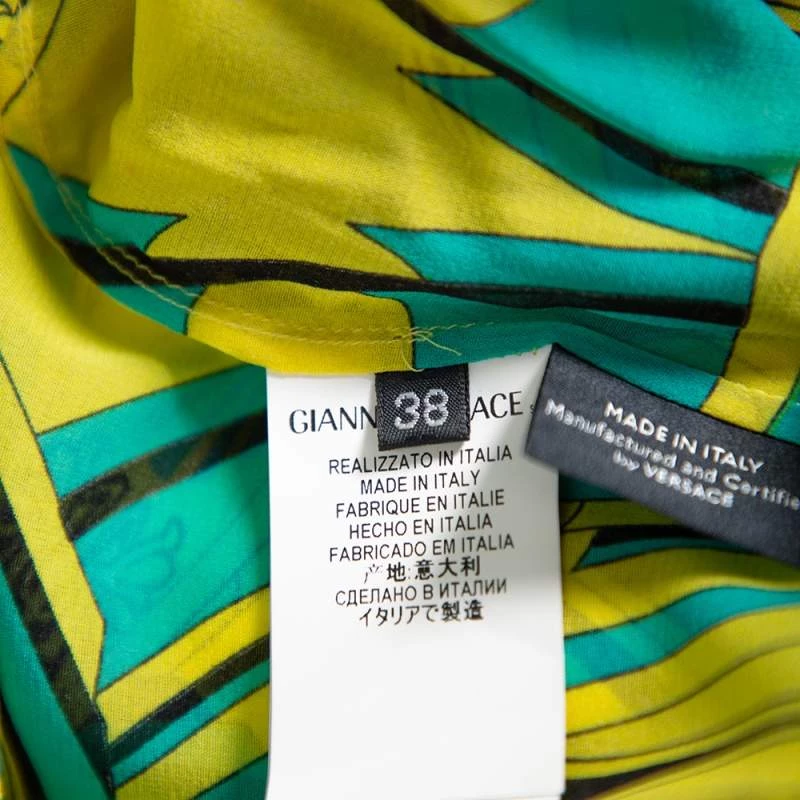 GIANN 38 ACE
REALIZZATO IN ITALIA
MADE IN ITALY
FABRIQUE EN ITALIE
HECHO EN ITALIA
FABRICADO EM ITALIA
产地:意大利
СДЕЛАНО В ИТАЛИИ
イタリアで製造
MADE IN ITALY
Manufactured and Certifie
by VERSACE